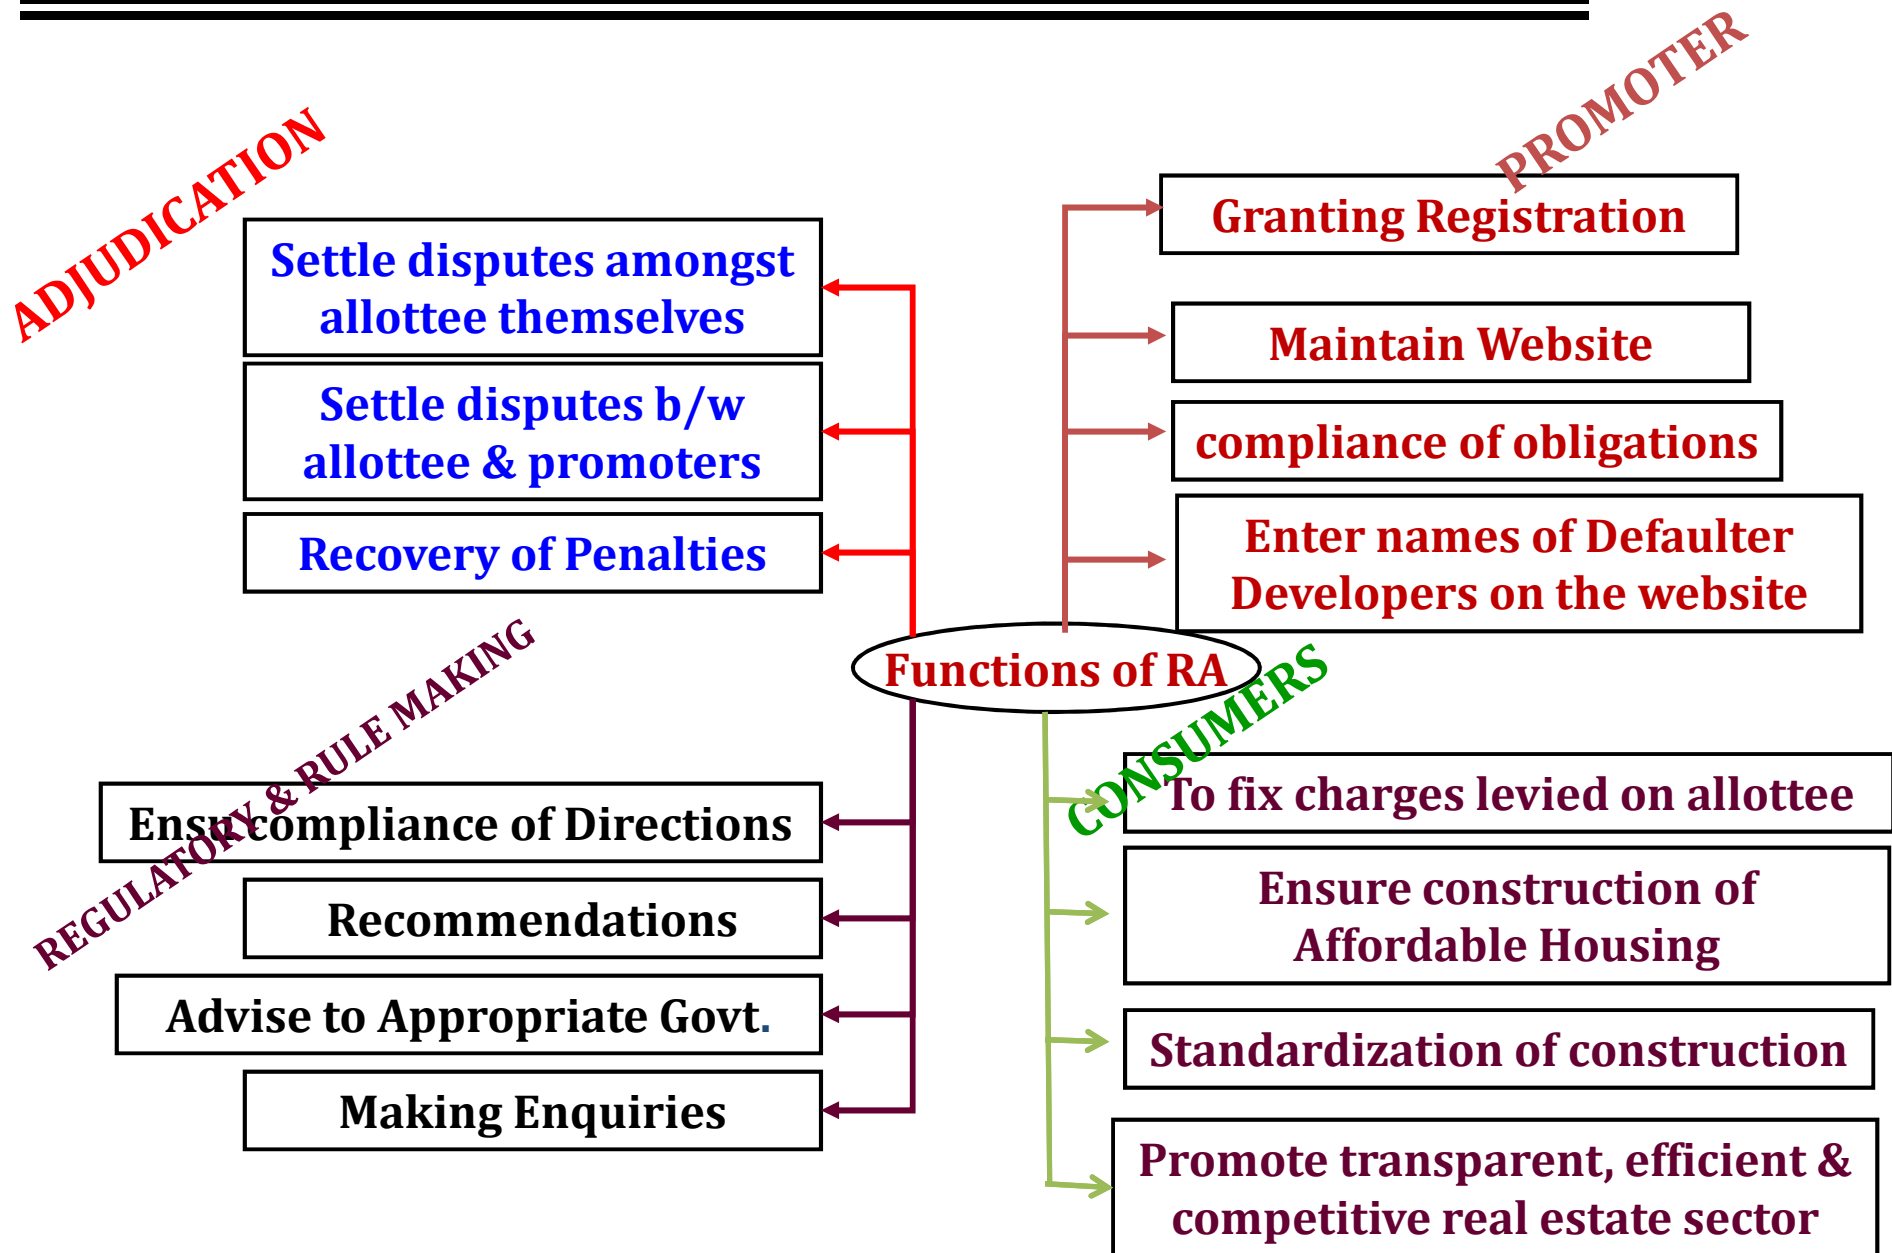 ADJUDICATION
Settle disputes amongst
allottee themselves
Settle disputes b/w
allottee & promoters
Recovery of Penalties
PROMOTER
Granting Registration
Maintain Website
compliance of obligations
Enter names of Defaulter
Developers on the website
Functions of RA
REGULATORY & RULE MAKING
compliance of Directions
Recommendations
Advise to Appropriate Govt.
Making Enquiries
CONSUMERS
To fix charges levied on allottee
Ensure construction of
Affordable Housing
Standardization of construction
Promote transparent, efficient &
competitive real estate sector